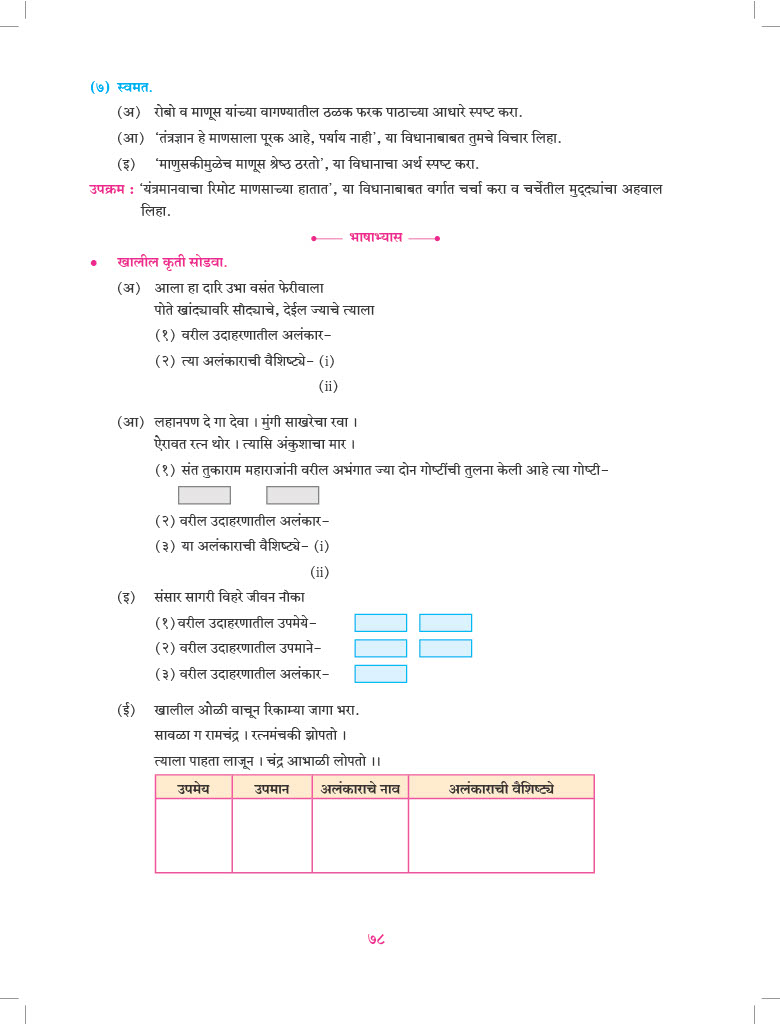 (७) स्वमत.
(अ) रोबो व माणूस यांच्या वागण्यातील ठळक फरक पाठाच्या आधारे स्पष्ट करा.
(आ) ‘तंत्रज्ञान हे माणसाला पूरक आहे, पर्याय नाही’, या विधानाबाबत तुमचे विचार लिहा.
(इ) ‘माणुसकीमुळेच माणूस श्रेष्ठ ठरतो’, या विधानाचा अर्थ स्पष्ट करा.
उपक्रम : ‘यंत्रमानवाचा रिमोट माणसाच्या हातात’, या विधानाबाबत वर्गात चर्चा करा व चर्चेतील मुद्द्यांचा अहवाल
लिहा.
भाषाभ्यास
• खालील कृती सोडवा.
(अ) आला हा दारि उभा वसंत फेरीवाला
पोते खांद्यावरि सौद्याचे, देईल ज्याचे त्याला
(१) वरील उदाहरणातील अलंकार-
(२) त्या अलंकाराची वैशिष्ट्ये- (i)
(ii)
(आ) लहानपण दे गा देवा । मुंगी साखरेचा रवा ।
ऐरावत रत्न थोर । त्यासि अंकुशाचा मार ।
(१) संत तुकाराम महाराजांनी वरील अभंगात ज्या दोन गोष्टींची तुलना केली आहे त्या गोष्टी-
(२) वरील उदाहरणातील अलंकार-
(३) या अलंकाराची वैशिष्ट्ये- (i)
(ii)
(इ) संसार सागरी विहरे जीवन नौका
(१) वरील उदाहरणातील उपमेये-
(२) वरील उदाहरणातील उपमाने-
(३) वरील उदाहरणातील अलंकार-
(ई) खालील ओळी वाचून रिकाम्या जागा भरा.
सावळा ग रामचंद्र । रत्नमंचकी झोपतो ।
त्याला पाहता लाजून । चंद्र आभाळी लोपतो ।।
उपमेय उपमान अलंकाराचे नाव अलंकाराची वैशिष्ट्ये
७८